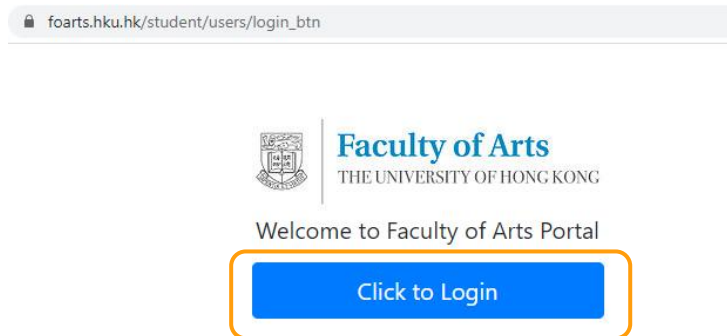 foarts.hku.hk/student/users/login_btn
Faculty of Arts
THE UNIVERSITY OF HONG KONG
Welcome to Faculty of Arts Portal
Click to Login